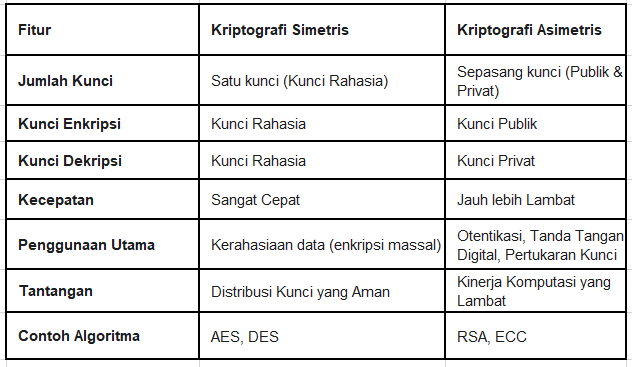 Fitur Kriptografi Simetris Kriptografi Asimetris
Jumlah Kunci Satu kunci (Kunci Rahasia) Sepasang kunci (Publik &
Privat)
Kunci Enkripsi Kunci Rahasia Kunci Publik
Kunci Dekripsi Kunci Rahasia Kunci Privat
Kecepatan Sangat Cepat Jauh lebih Lambat
Penggunaan Utama Kerahasiaan data (enkripsi massal) Otentikasi, Tanda Tangan
Digital, Pertukaran Kunci
Tantangan Distribusi Kunci yang Aman Kinerja Komputasi yang
Lambat
Contoh Algoritma AES, DES RSA, ECC